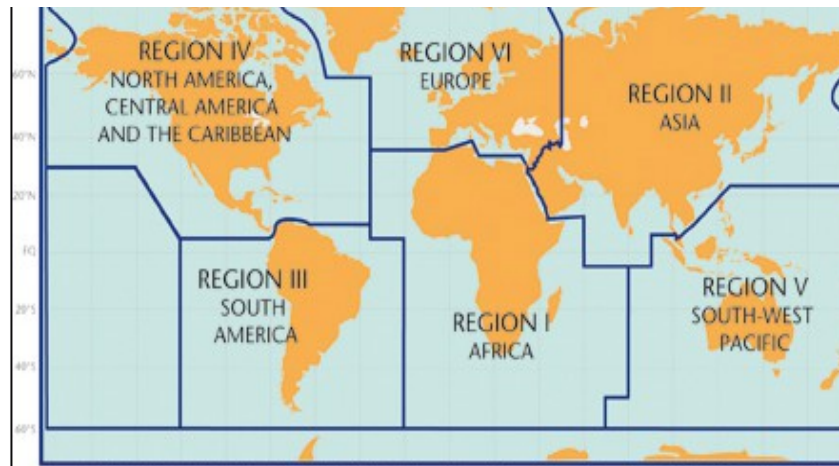 REGION IV
NORTH AMERICA,
CENTRAL AMERICA
AND THE CARIBBEAN
REGION VI
EUROPE
REGION II
ASIA
REGION III
SOUTH
AMERICA
REGION I
AFRICA
REGION V
SOUTH-WEST
PACIFIC
60°N
40°N
20°N
EQ
20°S
40°S
60°S